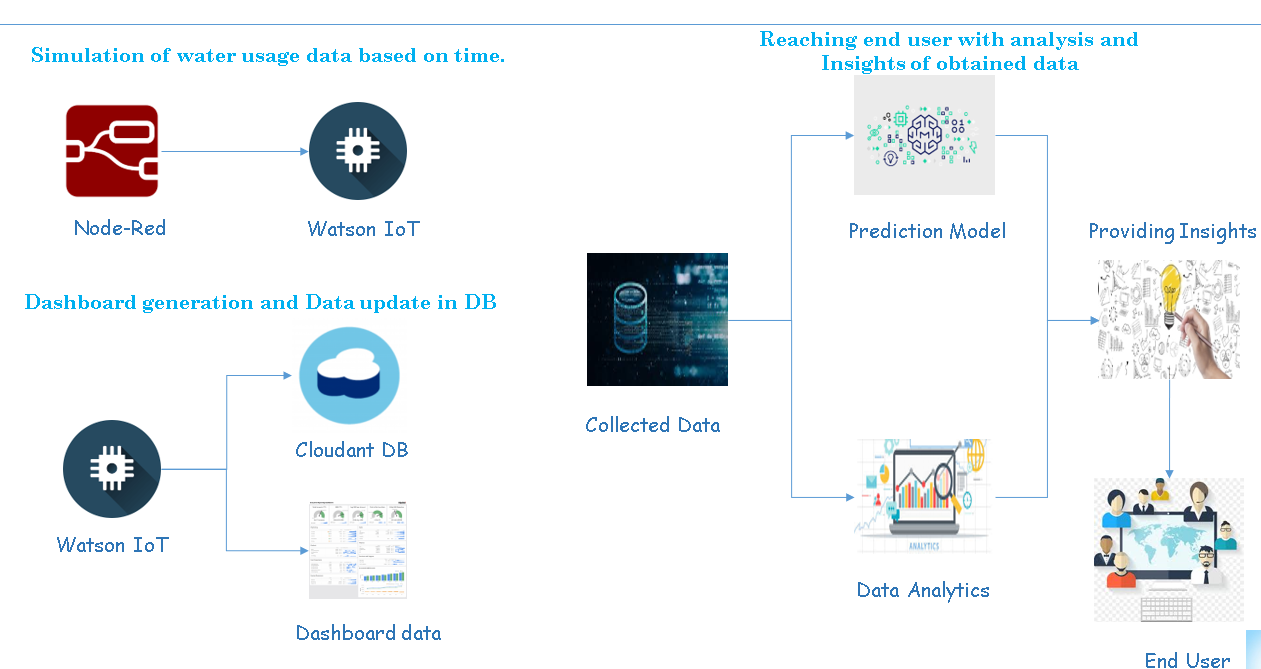 Simulation of water usage data based on time.
Node-Red
Watson IoT
Dashboard generation and Data update in DB
Cloudant DB
Watson IoT
Dashboard data
Reaching end user with analysis and
Insights of obtained data
Prediction Model
Providing Insights
Collected Data
ANALYTICS
Data Analytics
End User